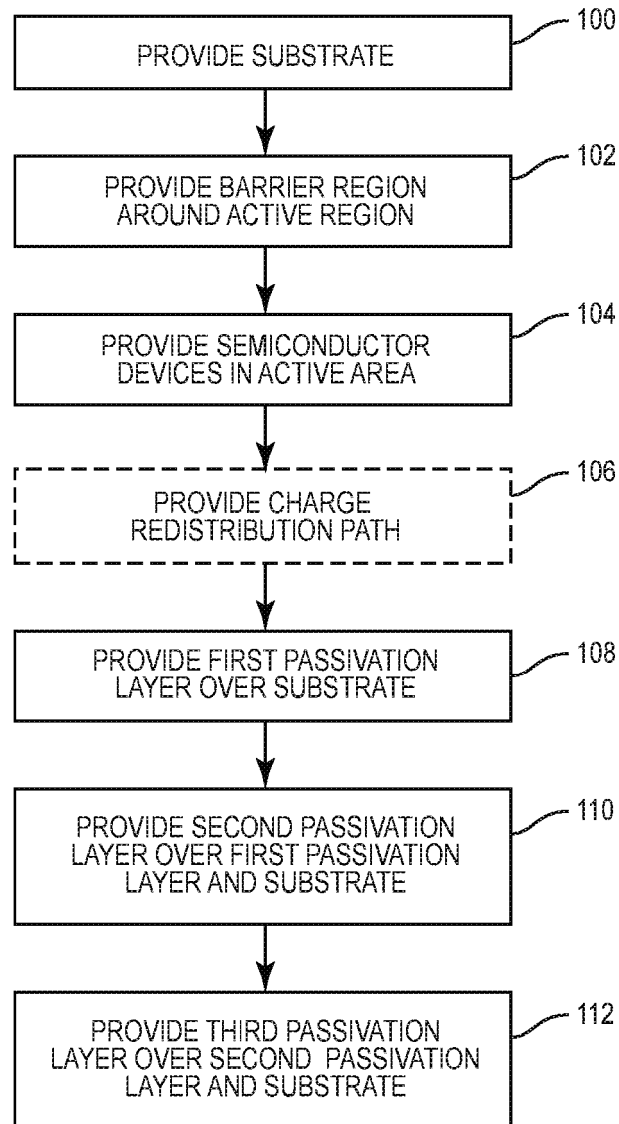 100
PROVIDE SUBSTRATE
102
PROVIDE BARRIER REGION
AROUND ACTIVE REGION
104
PROVIDE SEMICONDUCTOR
DEVICES IN ACTIVE AREA
106
PROVIDE CHARGE
REDISTRIBUTION PATH
108
PROVIDE FIRST PASSIVATION
LAYER OVER SUBSTRATE
110
PROVIDE SECOND PASSIVATION
LAYER OVER FIRST PASSIVATION
LAYER AND SUBSTRATE
112
PROVIDE THIRD PASSIVATION
LAYER OVER SECOND PASSIVATION
LAYER AND SUBSTRATE